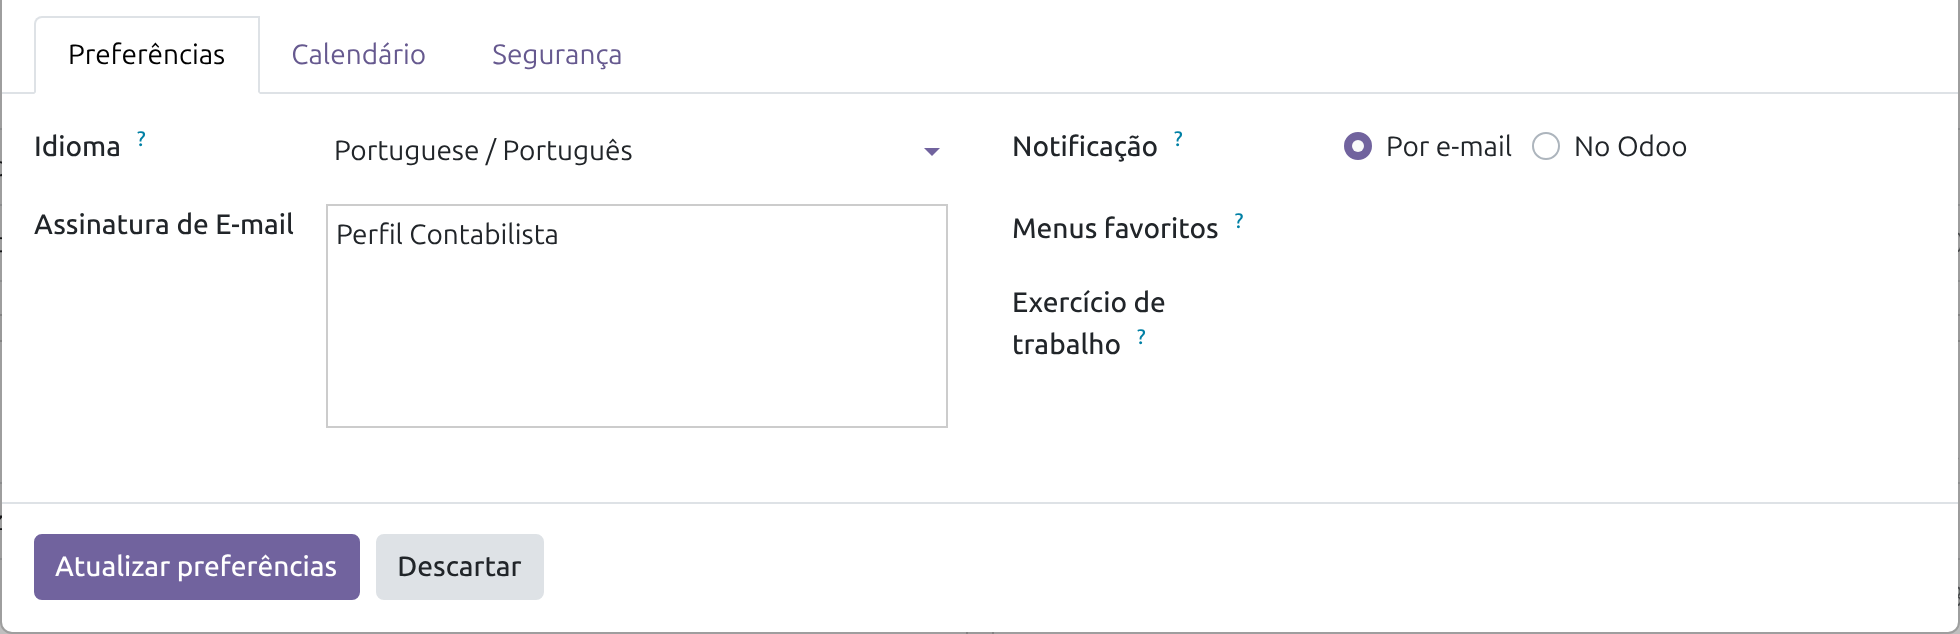 Preferências Calendário Segurança
Idioma ? Portuguese / Português
Notificação ? Por e-mail No Odoo
Assinatura de E-mail Perfil Contabilista
Menus favoritos ?
Exercício de
trabalho ?
Atualizar preferências Descartar